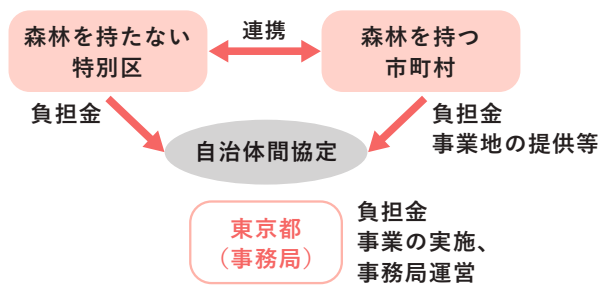 森林を持たない
特別区
連携
森林を持つ
市町村
負担金
負担金
事業地の提供等
自治体間協定
東京都
（事務局）
負担金
事業の実施、
事務局運営